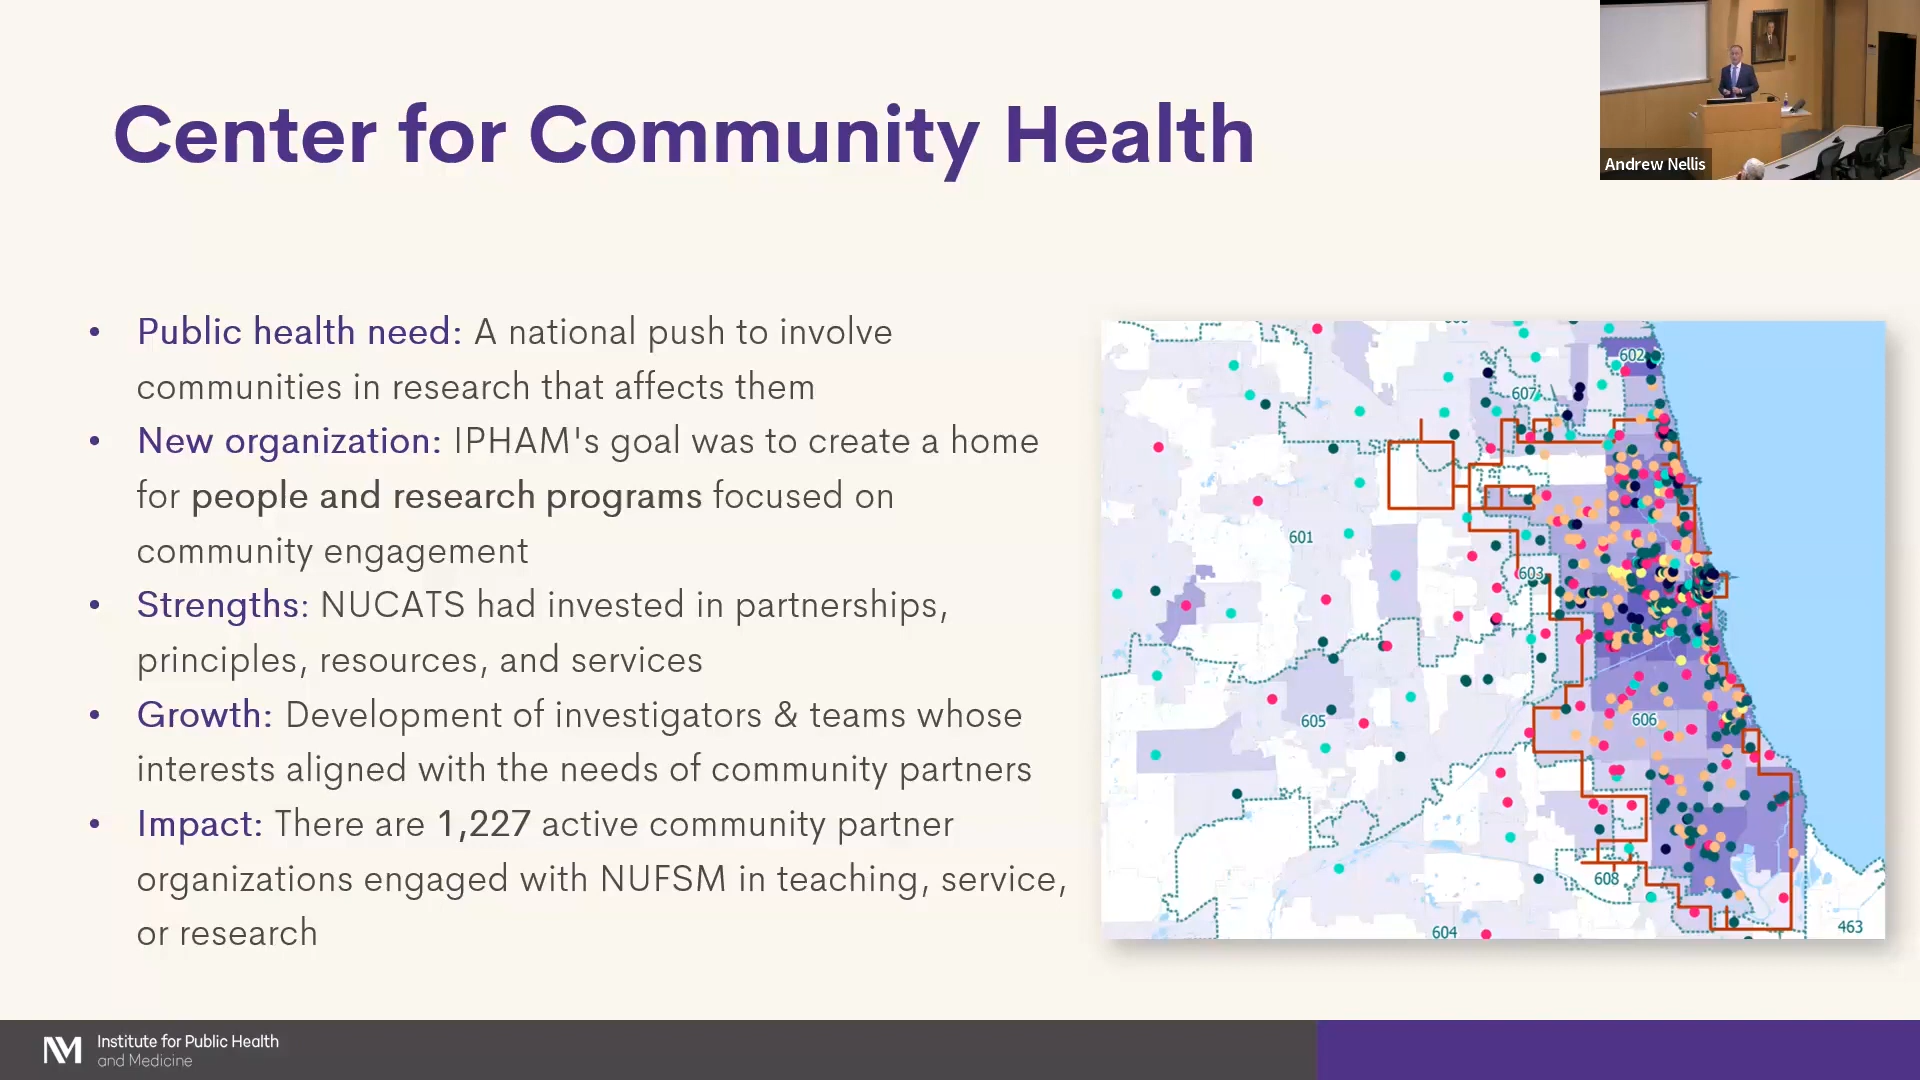 Center for Community Health
Andrew Nellis
• Public health need: A national push to involve
communities in research that affects them
• New organization: IPHAM's goal was to create a home
for people and research programs focused on
community engagement
• Strengths: NUCATS had invested in partnerships,
principles, resources, and services
• Growth: Development of investigators & teams whose
interests aligned with the needs of community partners
• Impact: There are 1,227 active community partner
organizations engaged with NUFSM in teaching, service,
or research
602
607
601
603
605
606
608
604
463
NM
Institute for Public Health
and Medicine